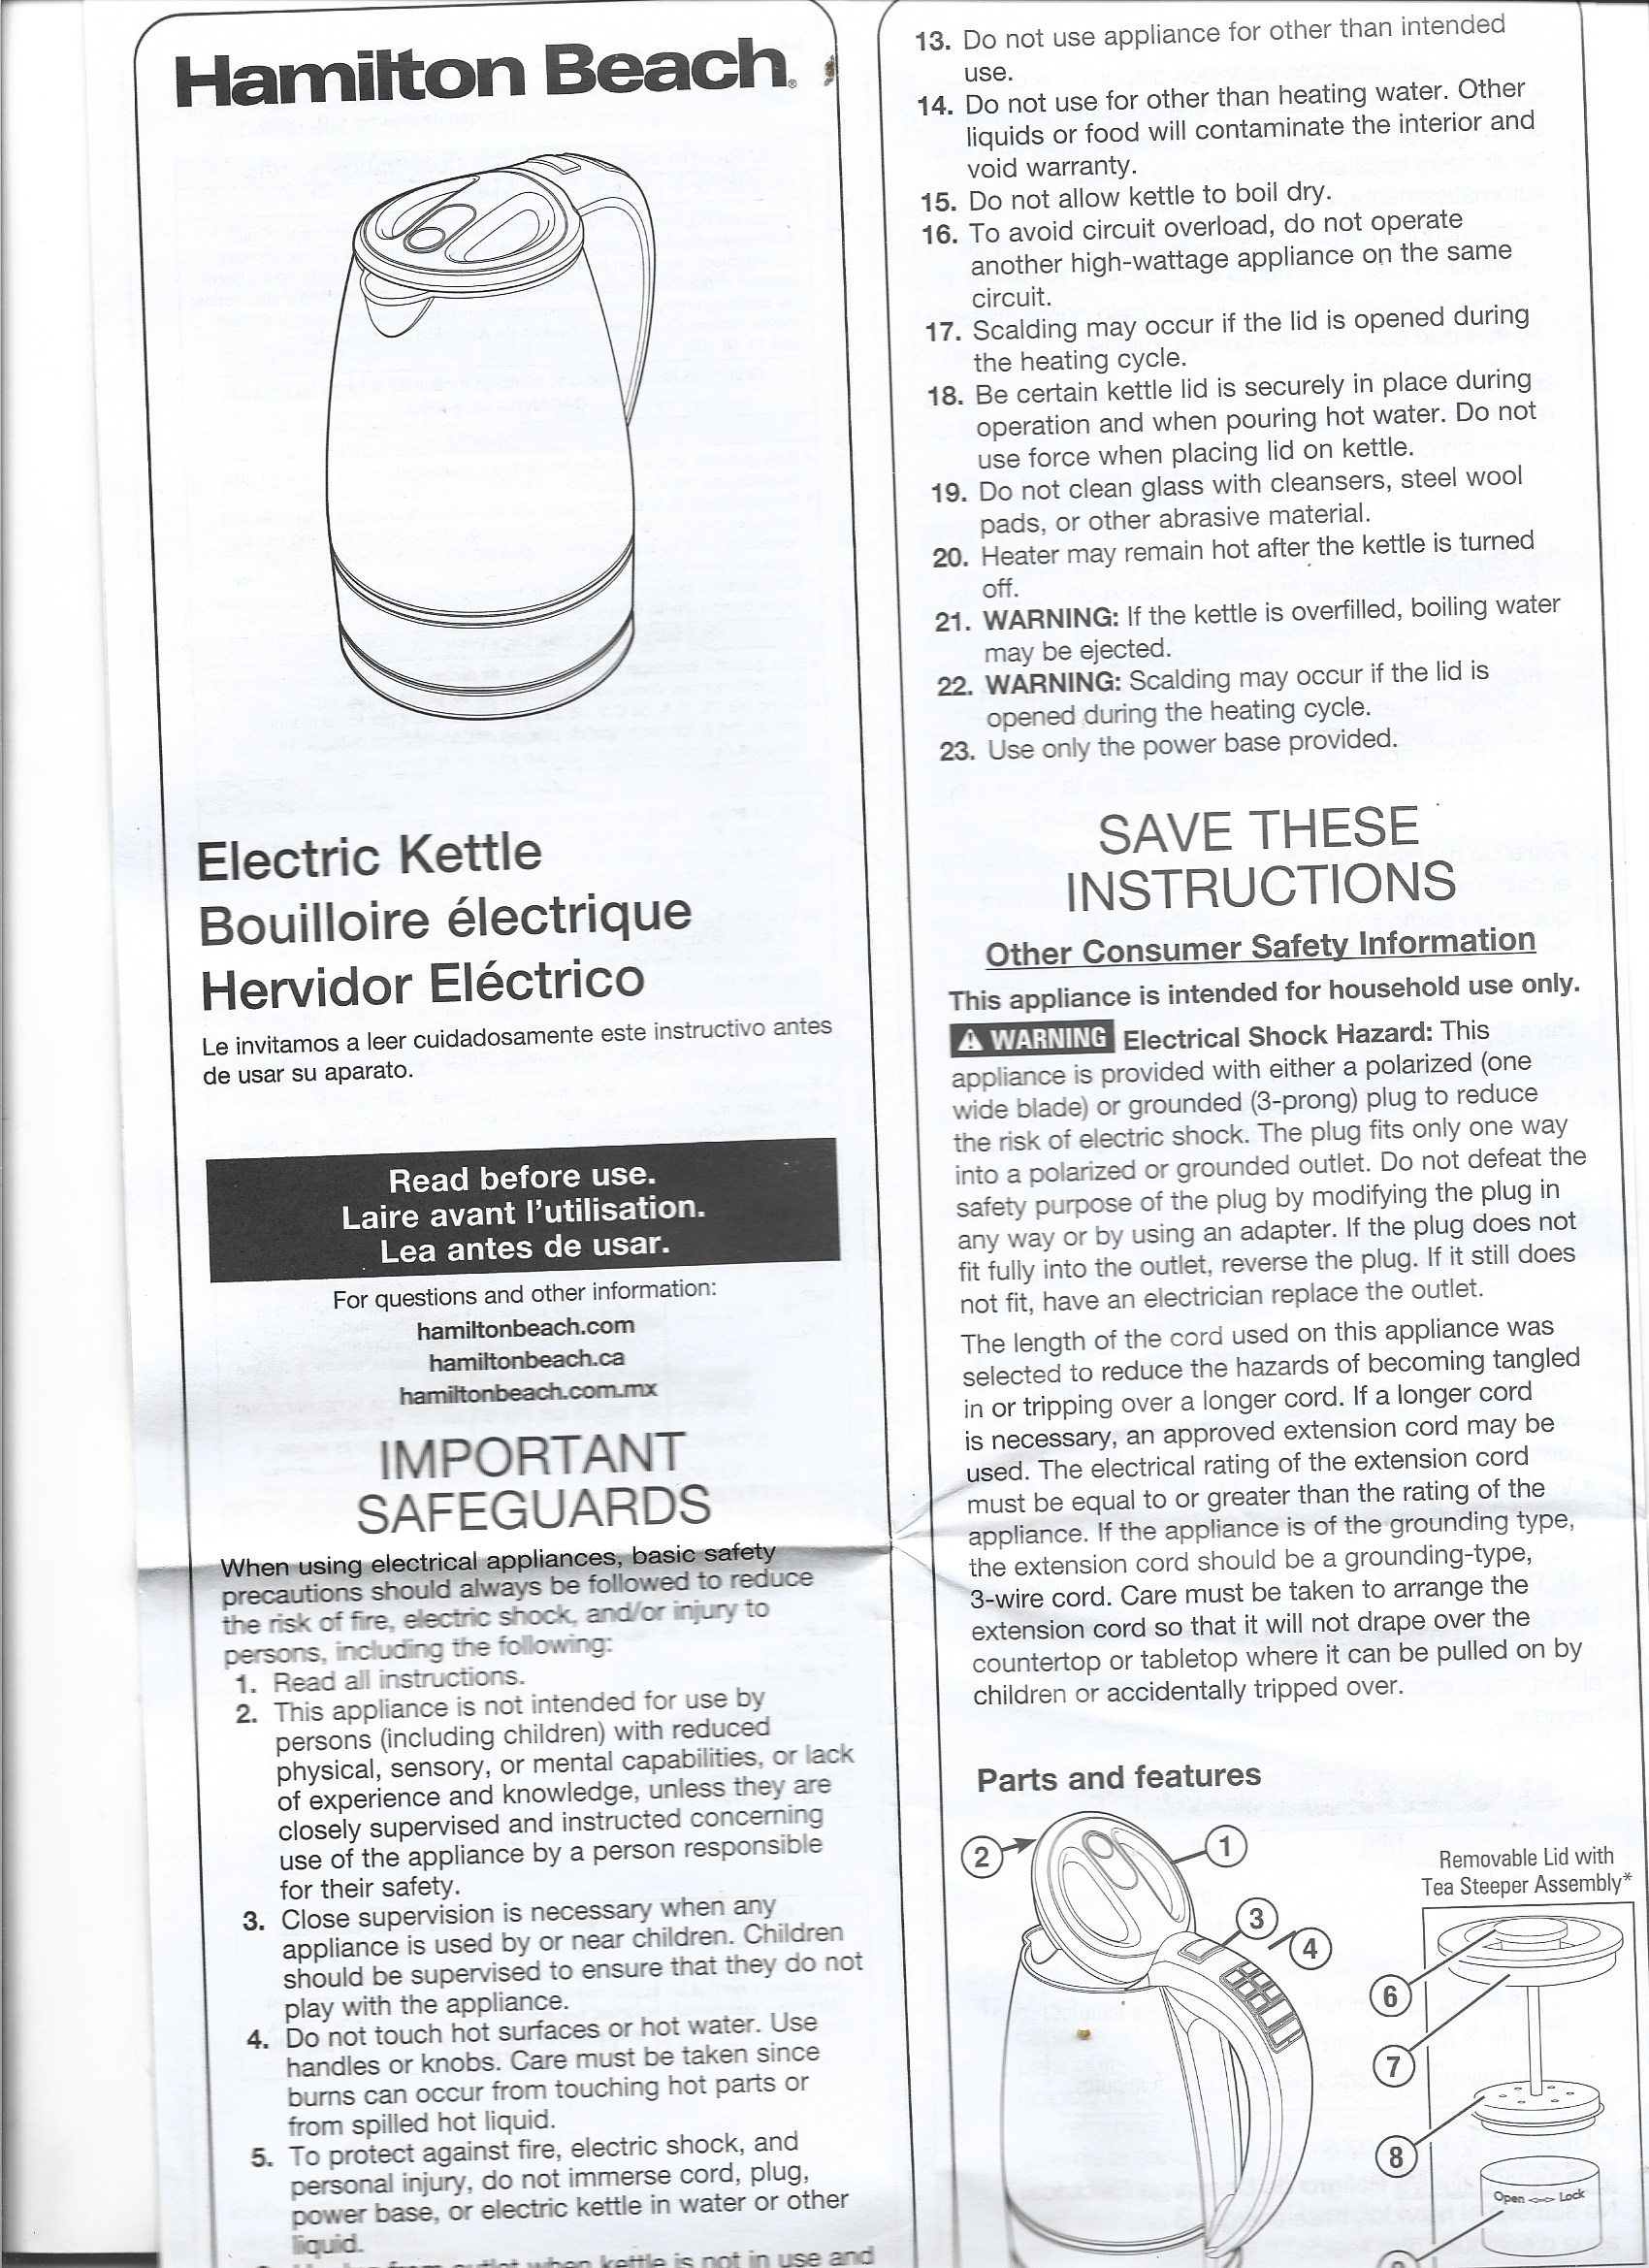 Hamilton Beach®
Electric Kettle
Bouilloire électrique
Hervidor Eléctrico
Le invitamos a leer cuidadosamente este instructivo antes
de usar su aparato.
Read before use.
Laire avant l'utilisation.
Lea antes de usar.
For questions and other information:
hamiltonbeach.com
hamiltonbeach.ca
hamiltonbeach.com.mx
IMPORTANT
SAFEGUARDS
When using electrical appliances, basic safety
precautions should always be followed to reduce
the risk of fire, electric shock, and/or injury to
persons, including the following:
1. Read all instructions.
2. This appliance is not intended for use by
persons (including children) with reduced
physical, sensory, or mental capabilities, or lack
of experience and knowledge, unless they are
closely supervised and instructed concerning
use of the appliance by a person responsible
for their safety.
3. Close supervision is necessary when any
appliance is used by or near children. Children
should be supervised to ensure that they do not
play with the appliance.
4. Do not touch hot surfaces or hot water. Use
handles or knobs. Care must be taken since
burns can occur from touching hot parts or
from spilled hot liquid.
5. To protect against fire, electric shock, and
personal injury, do not immerse cord, plug,
power base, or electric kettle in water or other
liquid.
from outlet when kettle is not in use and
13. Do not use appliance for other than intended
use.
14. Do not use for other than heating water. Other
liquids or food will contaminate the interior and
void warranty.
15. Do not allow kettle to boil dry.
16. To avoid circuit overload, do not operate
another high-wattage appliance on the same
circuit.
17. Scalding may occur if the lid is opened during
the heating cycle.
18. Be certain kettle lid is securely in place during
operation and when pouring hot water. Do not
use force when placing lid on kettle.
19. Do not clean glass with cleansers, steel wool
pads, or other abrasive material.
20. Heater may remain hot after the kettle is turned
off.
21. WARNING: If the kettle is overfilled, boiling water
may be ejected.
22. WARNING: Scalding may occur if the lid is
opened during the heating cycle.
23. Use only the power base provided.
SAVE THESE
INSTRUCTIONS
Other Consumer Safety Information
This appliance is intended for household use only.
⚠ WARNING Electrical Shock Hazard: This
appliance is provided with either a polarized (one
wide blade) or grounded (3-prong) plug to reduce
the risk of electric shock. The plug fits only one way
into a polarized or grounded outlet. Do not defeat the
safety purpose of the plug by modifying the plug in
any way or by using an adapter. If the plug does not
fit fully into the outlet, reverse the plug. If it still does
not fit, have an electrician replace the outlet.
The length of the cord used on this appliance was
selected to reduce the hazards of becoming tangled
in or tripping over a longer cord. If a longer cord
is necessary, an approved extension cord may be
used. The electrical rating of the extension cord
must be equal to or greater than the rating of the
appliance. If the appliance is of the grounding type,
the extension cord should be a grounding-type,
3-wire cord. Care must be taken to arrange the
extension cord so that it will not drape over the
countertop or tabletop where it can be pulled on by
children or accidentally tripped over.
Parts and features
2
1
3
4
Removable Lid with
Tea Steeper Assembly*
6
7
8
Open Lock